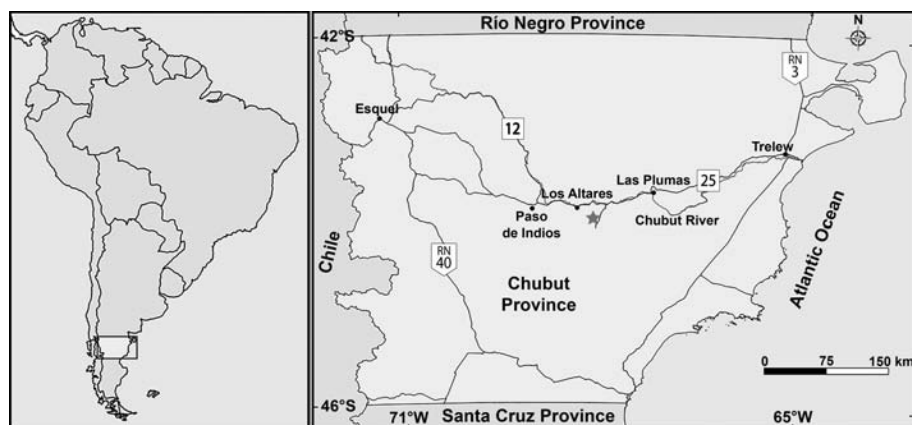 Río Negro Province
42°S
N
RN
3
Esquel
12
Trelew
Las Plumas
25
Los Altares
Paso
de Indios
Chubut River
RN
40
Chile
Chubut
Province
Atlantic Ocean
0 75 150 km
46°S
71°W
Santa Cruz Province
65°W